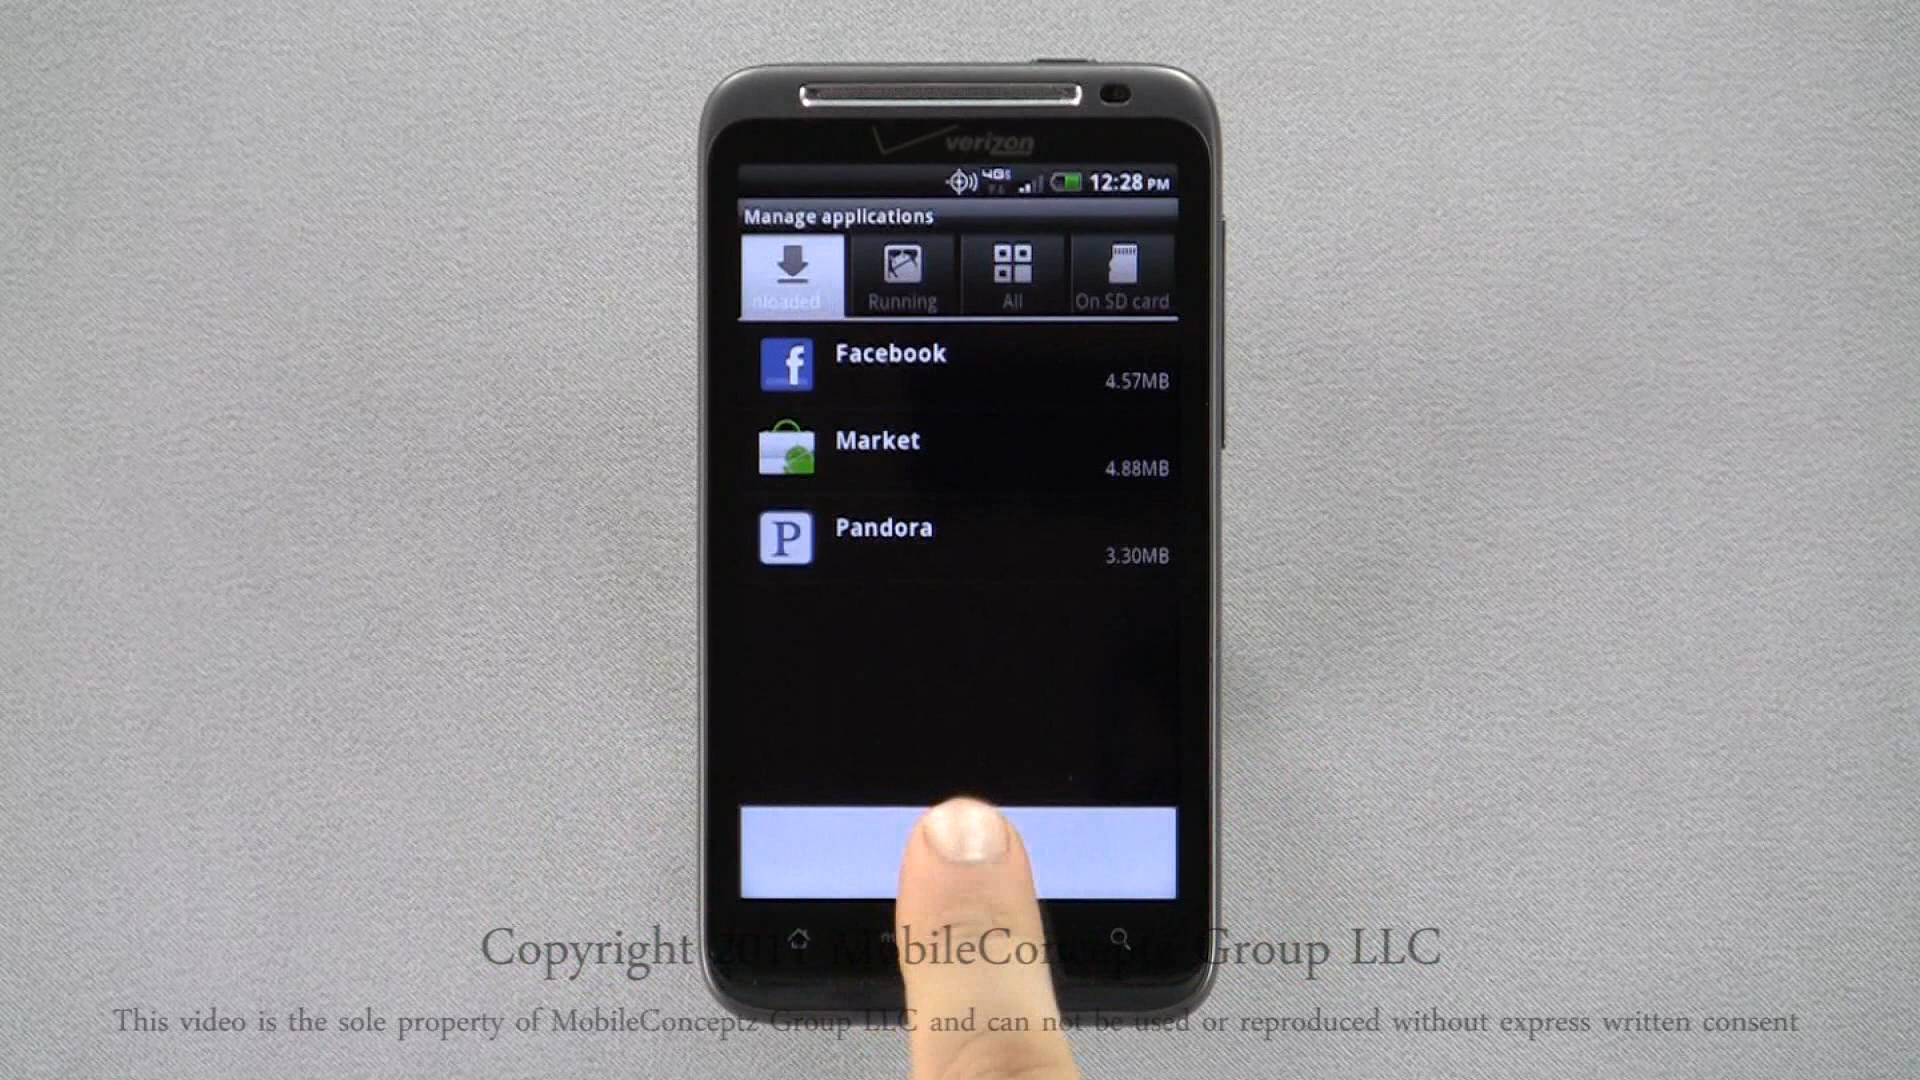 verizon
4G 12:28 PM
Manage applications
nloaded Running All On SD card
Facebook
4.57MB
Market
4.88MB
P Pandora
3.30MB
Copyright MobileConceptz Group LLC
This video is the sole property of MobileConceptz Group LLC and can not be used or reproduced without express written consent